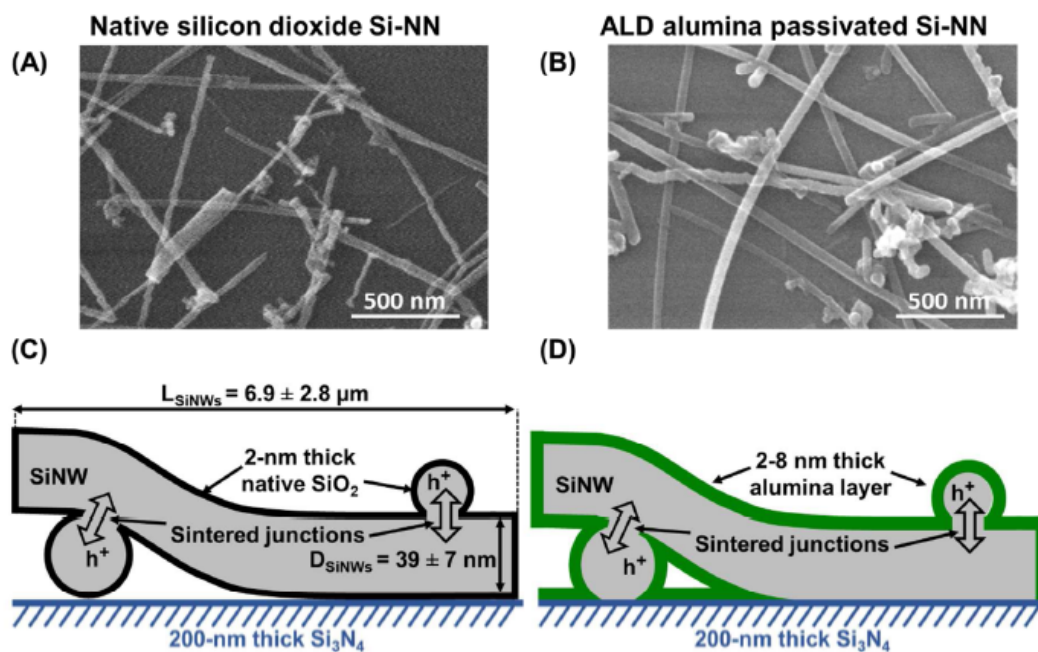 Native silicon dioxide Si-NN
ALD alumina passivated Si-NN
(A)
(B)
500 nm
500 nm
(C)
(D)
L_SiNWs = 6.9 ± 2.8 µm
SiNW
2-nm thick
native SiO₂
h⁺
Sintered junctions
h⁺
D_SiNWs = 39 ± 7 nm
200-nm thick Si₃N₄
SiNW
2-8 nm thick
alumina layer
h⁺
Sintered junctions
h⁺
200-nm thick Si₃N₄